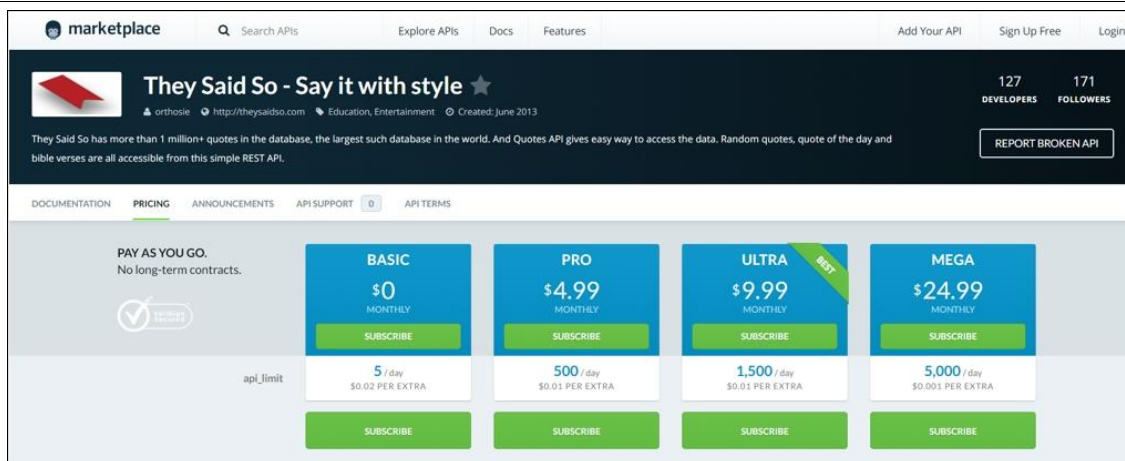 marketplace
Search APIs
Explore APIs
Docs
Features
Add Your API
Sign Up Free
Login
They Said So - Say it with style
orthosie http://theysaidso.com Education, Entertainment Created: June 2013
127
DEVELOPERS
171
FOLLOWERS
They Said So has more than 1 million+ quotes in the database, the largest such database in the world. And Quotes API gives easy way to access the data. Random quotes, quote of the day and
bible verses are all accessible from this simple REST API.
REPORT BROKEN API
DOCUMENTATION
PRICING
ANNOUNCEMENTS
API SUPPORT 0
API TERMS
PAY AS YOU GO.
No long-term contracts.
BASIC
$0
MONTHLY
SUBSCRIBE
PRO
$4.99
MONTHLY
SUBSCRIBE
ULTRA
BEST
$9.99
MONTHLY
SUBSCRIBE
MEGA
$24.99
MONTHLY
SUBSCRIBE
api_limit
5 / day
$0.02 PER EXTRA
500 / day
$0.01 PER EXTRA
1,500 / day
$0.01 PER EXTRA
5,000 / day
$0.001 PER EXTRA
SUBSCRIBE
SUBSCRIBE
SUBSCRIBE
SUBSCRIBE